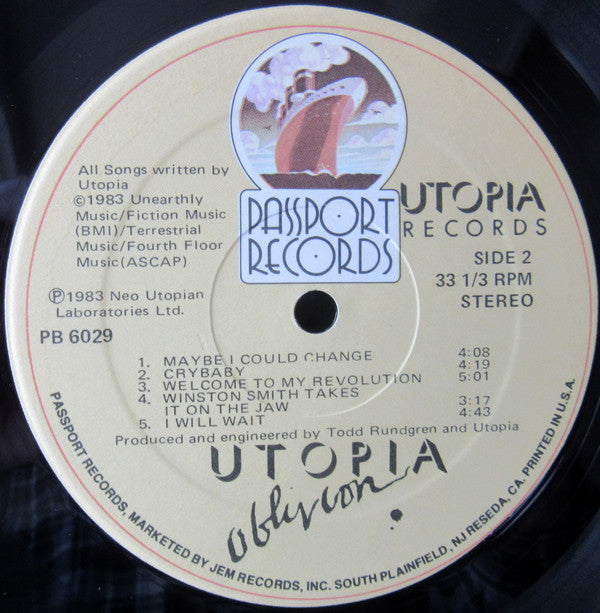 PASSPORT
RECORDS
UTOPIA
RECORDS
All Songs written by
Utopia
©1983 Unearthly
Music/Fiction Music
(BMI)/Terrestrial
Music/Fourth Floor
Music(ASCAP)
Ⓟ1983 Neo Utopian
Laboratories Ltd.
PB 6029
SIDE 2
33 1/3 RPM
STEREO
1. MAYBE I COULD CHANGE 4:08
2. CRYBABY 4:19
3. WELCOME TO MY REVOLUTION 5:01
4. WINSTON SMITH TAKES
IT ON THE JAW 3:17
5. I WILL WAIT 4:43
Produced and engineered by Todd Rundgren and Utopia
UTOPIA
oblivion
PASSPORT RECORDS, MARKETED BY JEM RECORDS, INC. SOUTH PLAINFIELD, NJ RESEDA, CA. PRINTED IN U.S.A.